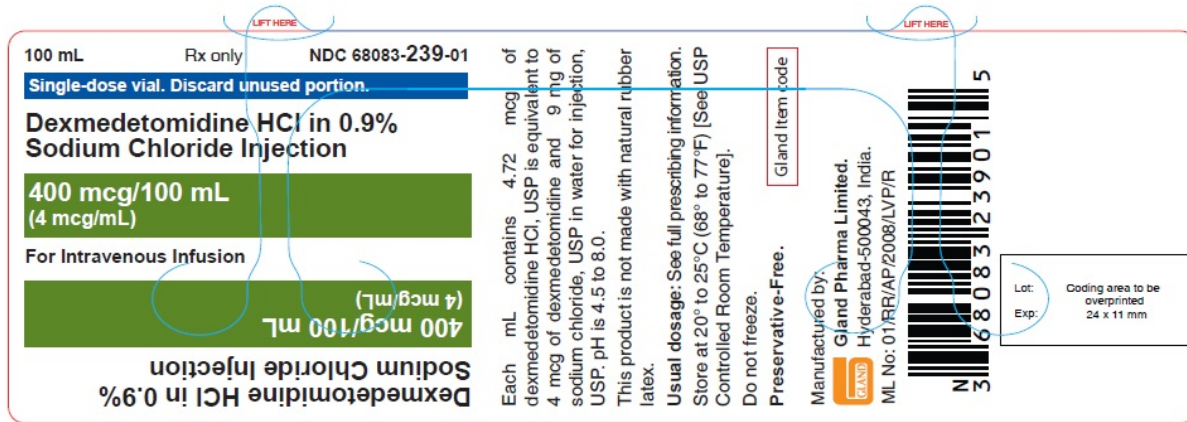 LIFT HERE
LIFT HERE
100 mL Rx only NDC 68083-239-01
Single-dose vial. Discard unused portion.
Dexmedetomidine HCl in 0.9%
Sodium Chloride Injection
400 mcg/100 mL
(4 mcg/mL)
For Intravenous Infusion
Dexmedetomidine HCl in 0.9%
Sodium Chloride Injection
400 mcg/100 mL
(4 mcg/mL)
Each mL contains 4.72 mcg of
dexmedetomidine HCl, USP is equivalent to
4 mcg of dexmedetomidine and 9 mg of
sodium chloride, USP in water for injection,
USP. pH is 4.5 to 8.0.
This product is not made with natural rubber
latex.
Usual dosage: See full prescribing information.
Store at 20° to 25°C (68° to 77°F) [See USP
Controlled Room Temperature].
Do not freeze.
Preservative-Free.
Gland Item code
Manufactured by:
GLAND
Gland Pharma Limited.
Hyderabad-500043, India.
ML No: 01/RR/AP/2008/LVP/R
N
3 68083 23901 5
Lot:
Exp:
Coding area to be
overprinted
24 x 11 mm